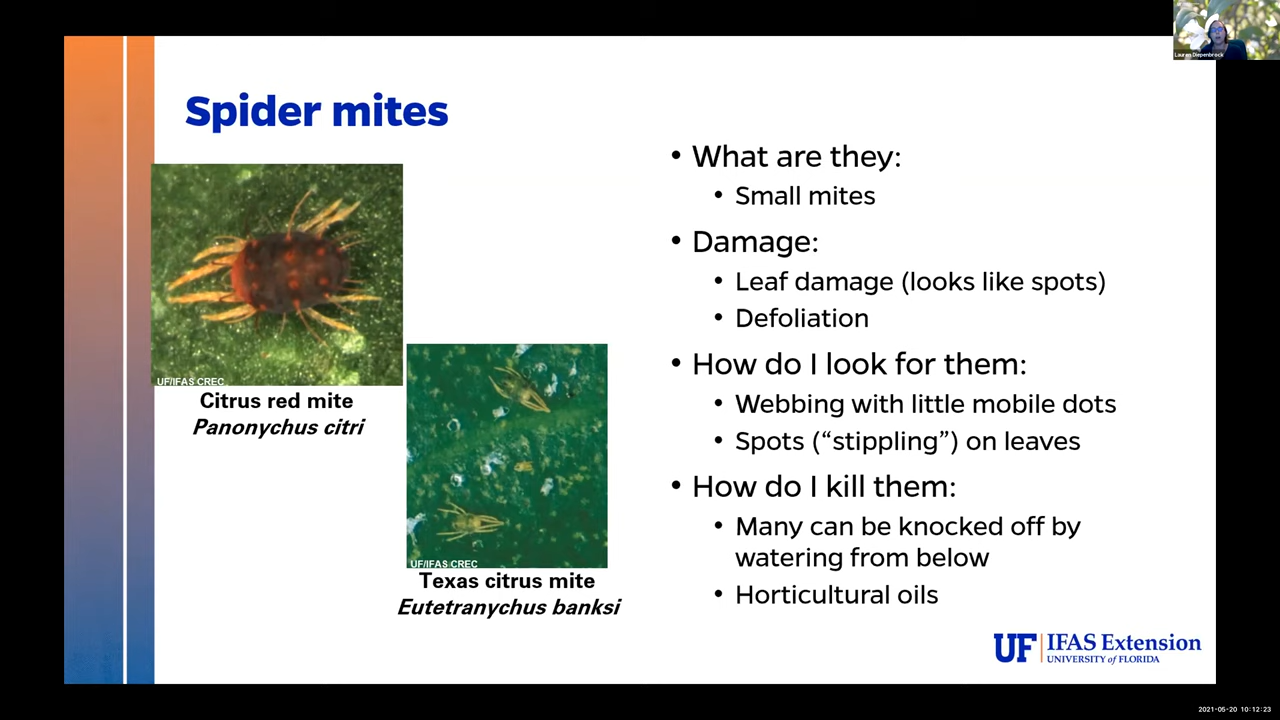 Lauren Diepenbrock
Spider mites
UF/IFAS CREC
Citrus red mite
Panonychus citri
UF/IFAS CREC
Texas citrus mite
Eutetranychus banksi
• What are they:
• Small mites
• Damage:
• Leaf damage (looks like spots)
• Defoliation
• How do I look for them:
• Webbing with little mobile dots
• Spots (“stippling”) on leaves
• How do I kill them:
• Many can be knocked off by
watering from below
• Horticultural oils
UF IFAS Extension
UNIVERSITY of FLORIDA
2021-05-20 10:12:23